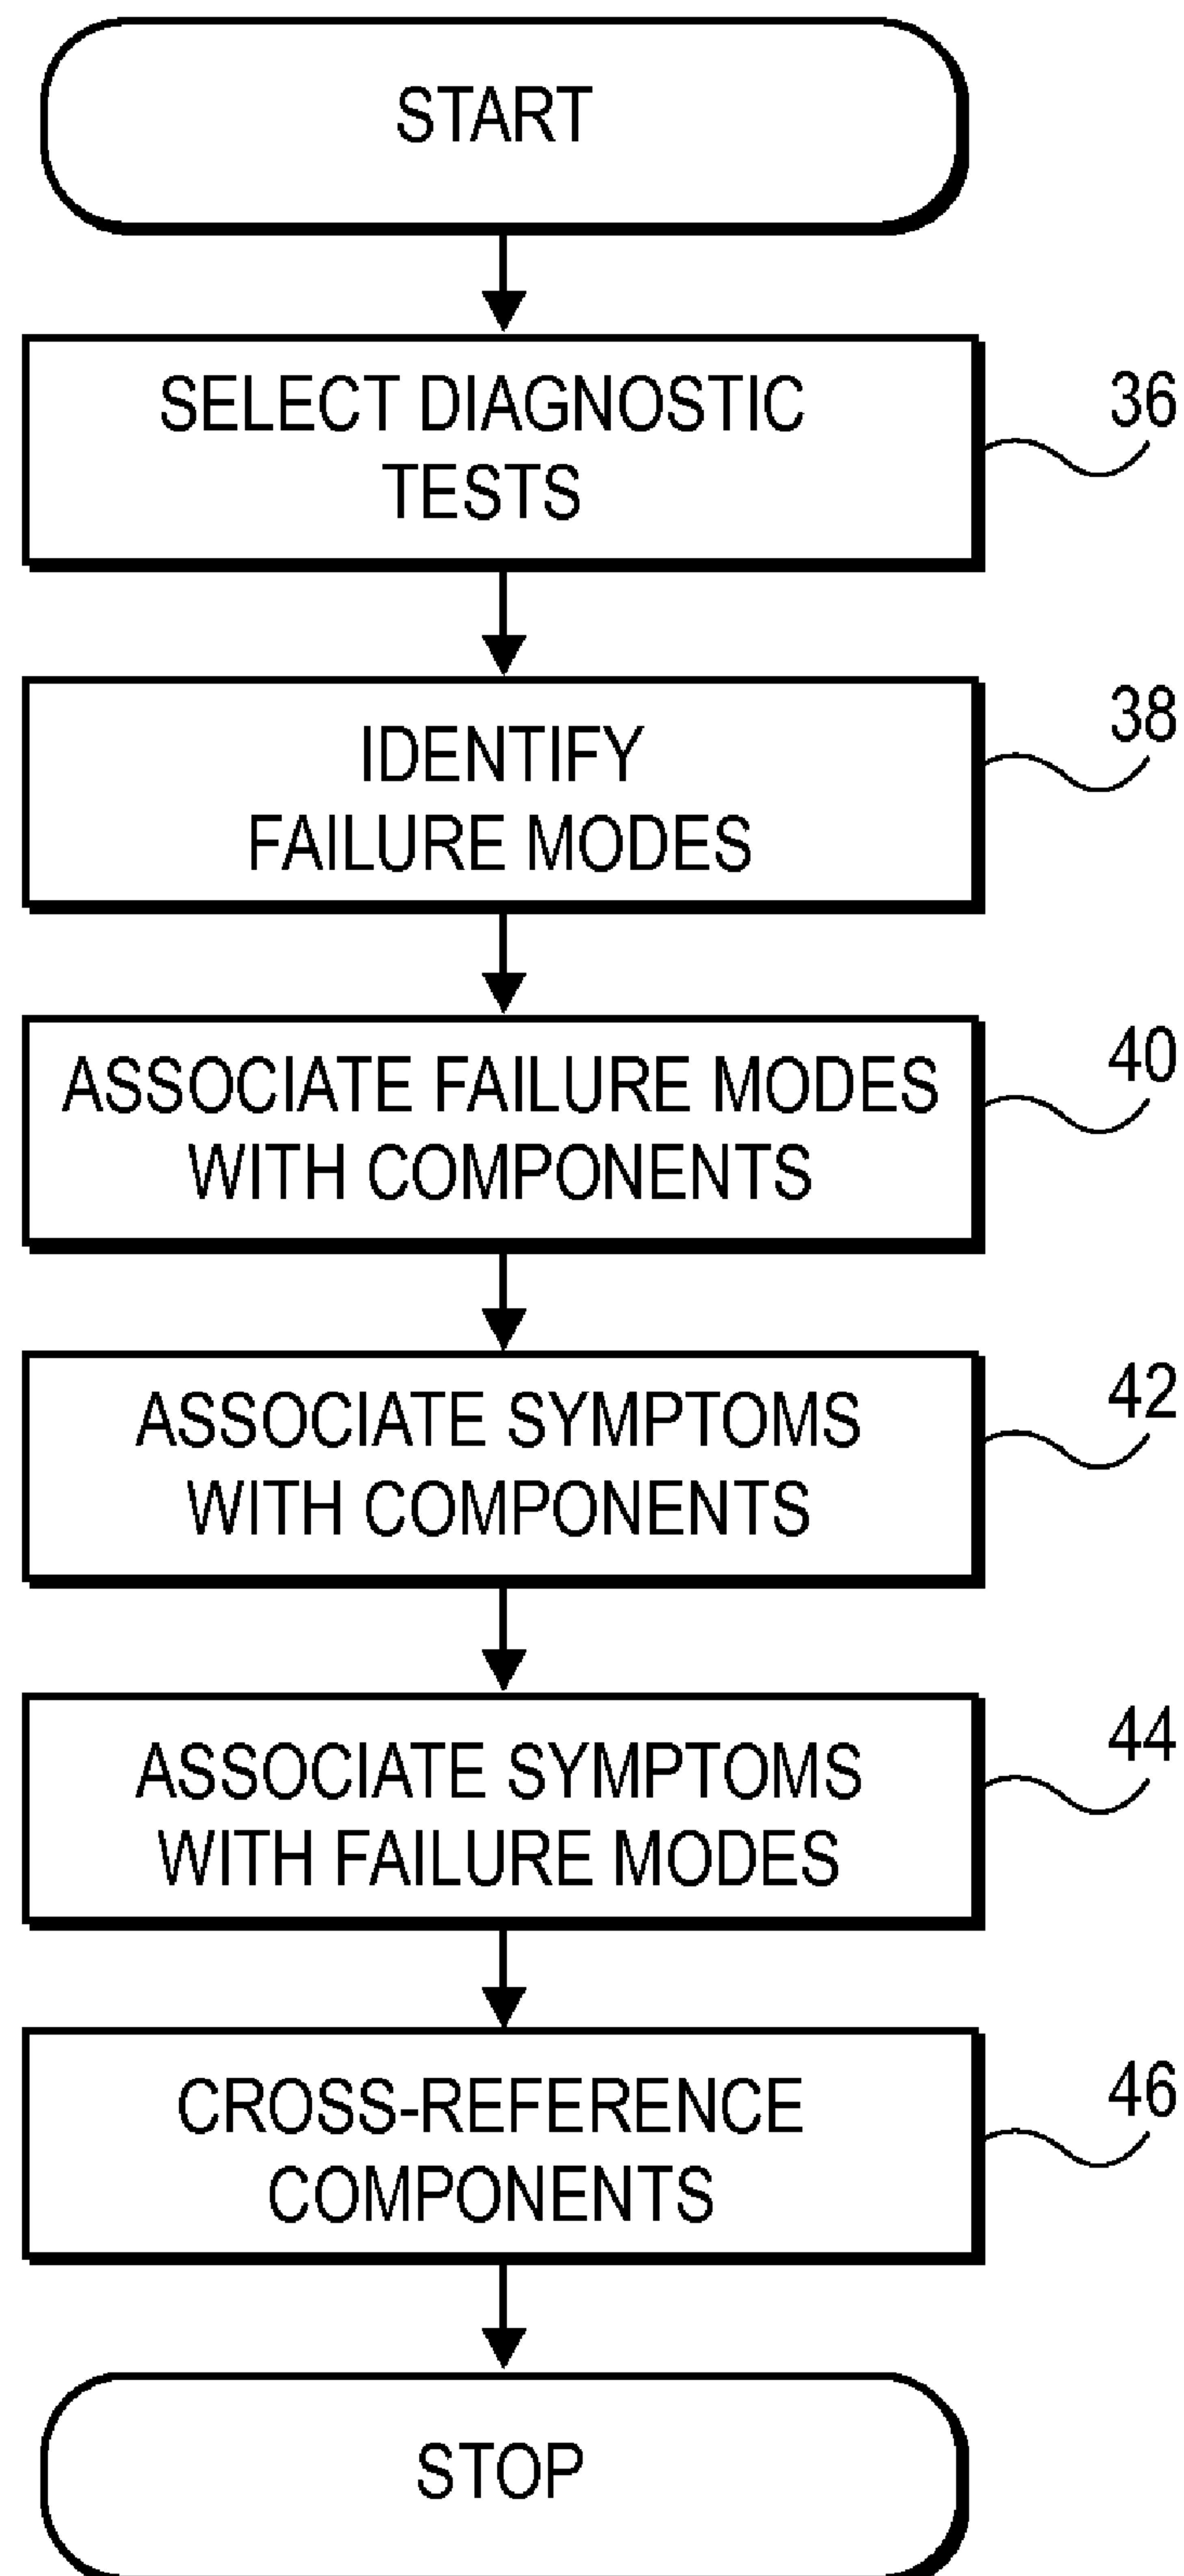 START
SELECT DIAGNOSTIC
TESTS
36
IDENTIFY
FAILURE MODES
38
ASSOCIATE FAILURE MODES
WITH COMPONENTS
40
ASSOCIATE SYMPTOMS
WITH COMPONENTS
42
ASSOCIATE SYMPTOMS
WITH FAILURE MODES
44
CROSS-REFERENCE
COMPONENTS
46
STOP